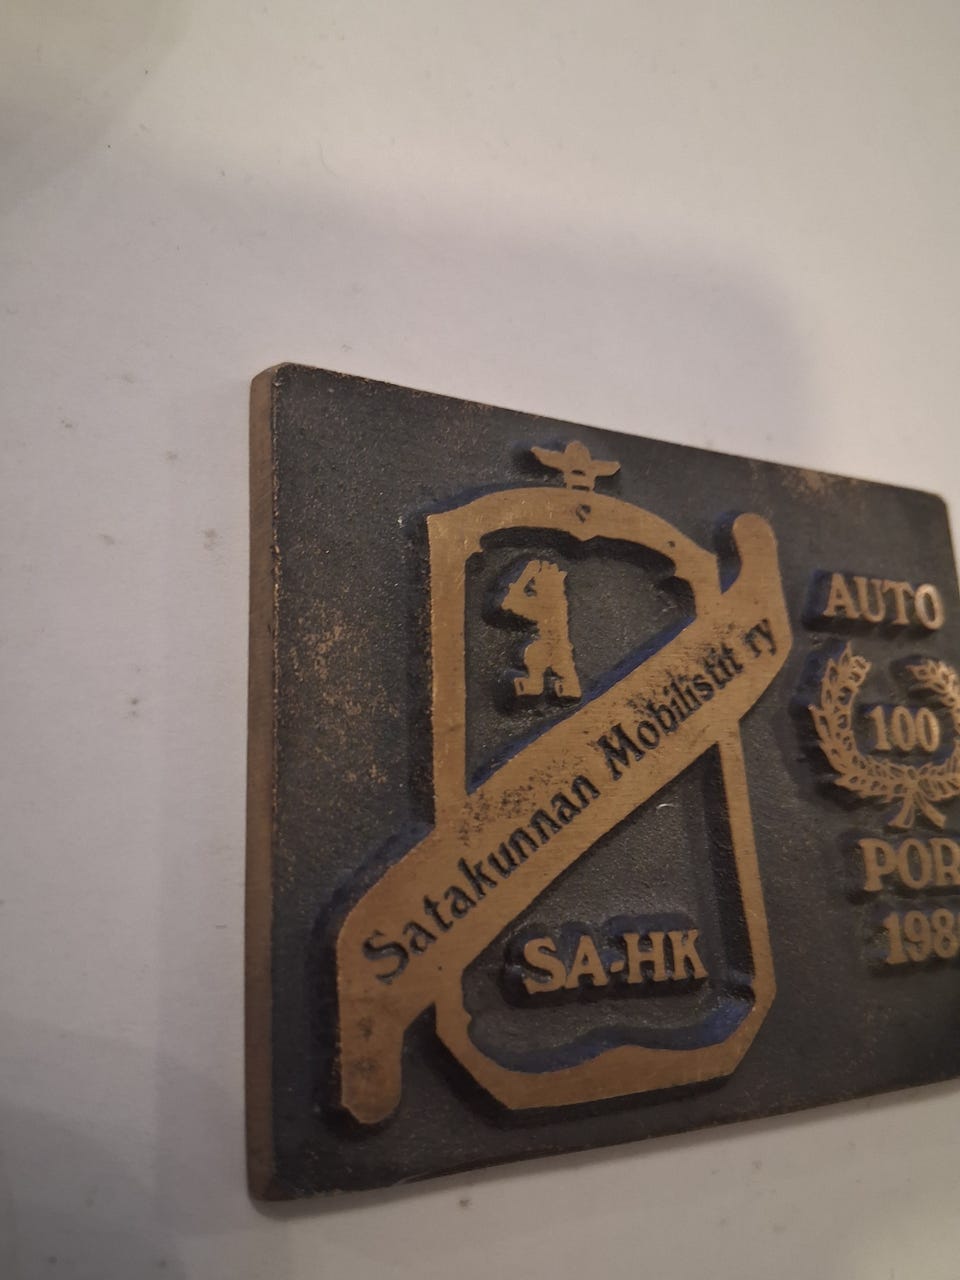 Satakunnan Mobilistit ry
SA-HK
AUTO
100